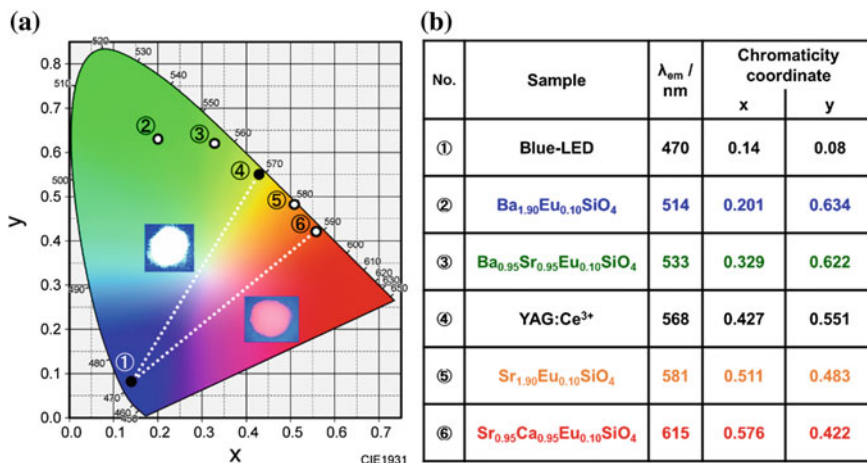 (a)
y
0.8
0.7
0.6
0.5
0.4
0.3
0.2
0.1
0.0
0.0 0.1 0.2 0.3 0.4 0.5 0.6 0.7
x
CIE1931
520
530
540
550
560
570
580
590
600
610
620
630
650
510
500
490
480
470
460
②
③
④
⑤
⑥
①
(b)
No. Sample λem / nm Chromaticity coordinate
x y
① Blue-LED 470 0.14 0.08
② Ba1.90Eu0.10SiO4 514 0.201 0.634
③ Ba0.95Sr0.95Eu0.10SiO4 533 0.329 0.622
④ YAG:Ce3+ 568 0.427 0.551
⑤ Sr1.90Eu0.10SiO4 581 0.511 0.483
⑥ Sr0.95Ca0.95Eu0.10SiO4 615 0.576 0.422